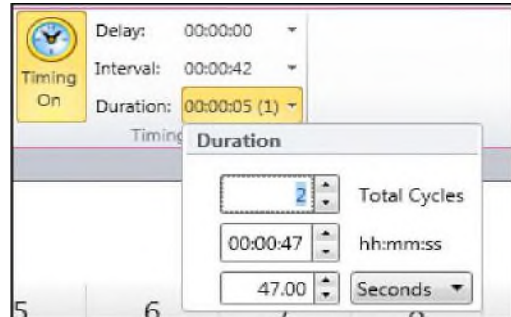 Delay: 00:00:00
Interval: 00:00:42
Timing On
Duration: 00:00:05 (1)
Timing
Duration
2 Total Cycles
00:00:47 hh:mm:ss
47.00 Seconds
5 6